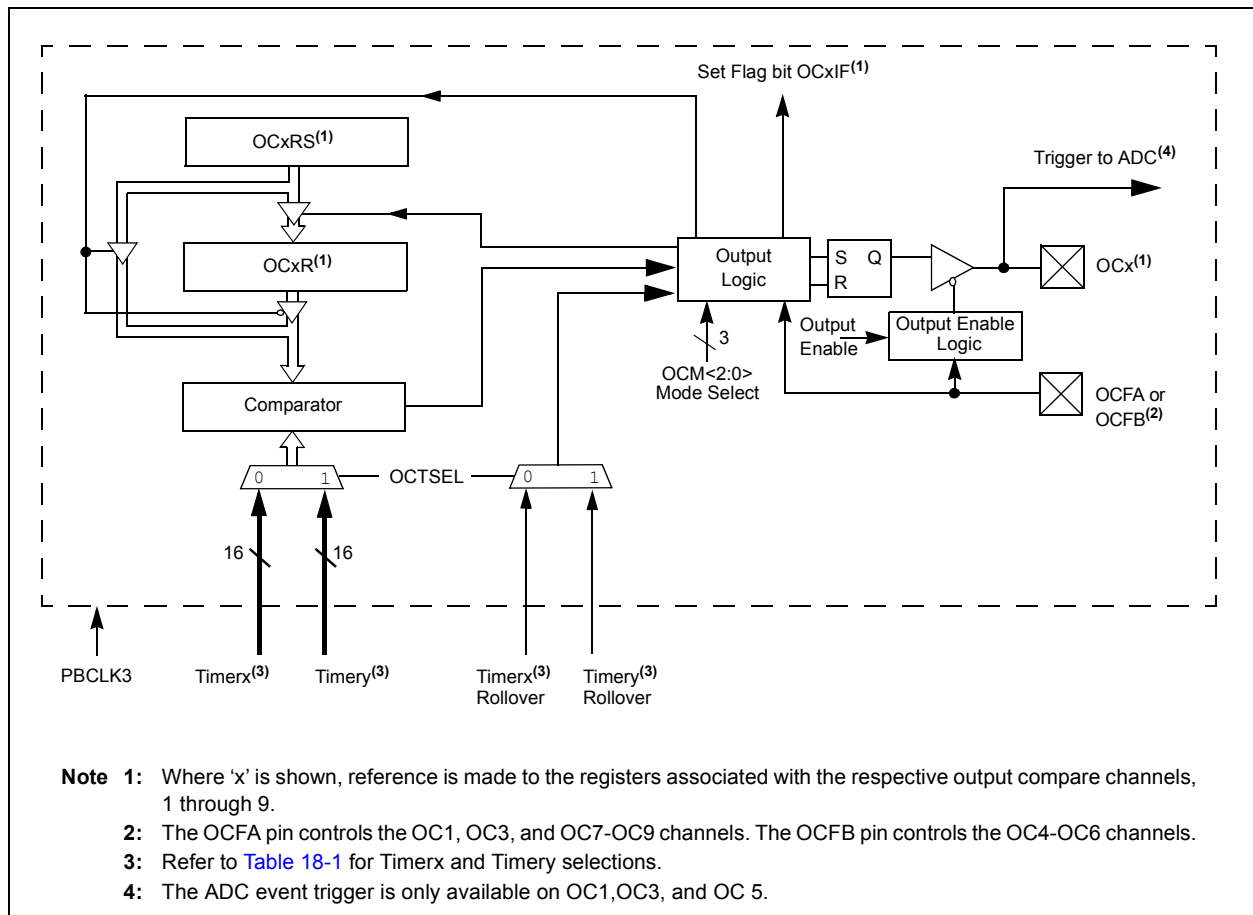 Set Flag bit OCxIF(1)
OCxRS(1)
Trigger to ADC(4)
OCxR(1)
Output
Logic
S Q
R
OCx(1)
3
Output
Enable
Output Enable
Logic
OCM<2:0>
Mode Select
Comparator
OCFA or
OCFB(2)
0 1
OCTSEL
0 1
16
16
PBCLK3
Timerx(3)
Timery(3)
Timerx(3)
Rollover
Timery(3)
Rollover
Note 1: Where ‘x’ is shown, reference is made to the registers associated with the respective output compare channels,
1 through 9.
2: The OCFA pin controls the OC1, OC3, and OC7-OC9 channels. The OCFB pin controls the OC4-OC6 channels.
3: Refer to Table 18-1 for Timerx and Timery selections.
4: The ADC event trigger is only available on OC1,OC3, and OC 5.